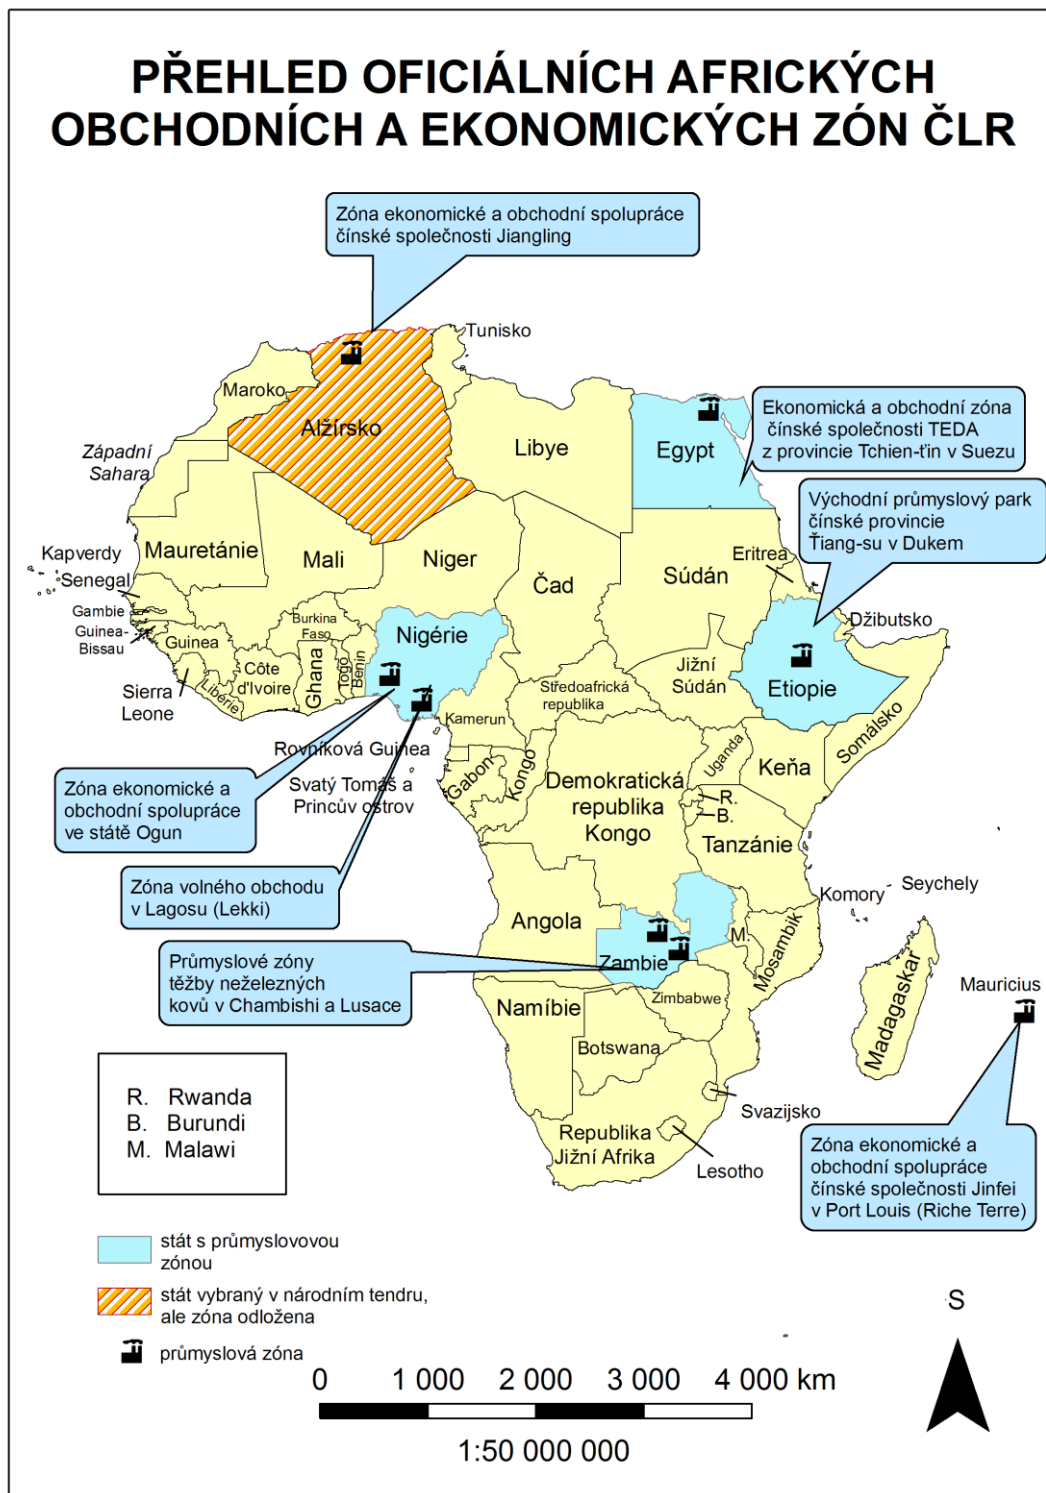 PŘEHLED OFICIÁLNÍCH AFRICKÝCH
OBCHODNÍCH A EKONOMICKÝCH ZÓN ČLR
Zóna ekonomické a obchodní spolupráce
čínské společnosti Jiangling
Tunisko
Maroko
Alžírsko
Libye
Egypt
Ekonomická a obchodní zóna
čínské společnosti TEDA
z provincie Tchien-ťin v Suezu
Západní
Sahara
Východní průmyslový park
čínské provincie
Ťiang-su v Dukem
Mauretánie
Mali
Niger
Čad
Súdán
Eritrea
Kapverdy
Senegal
Gambie
Guinea-
Bissau
Guinea
Sierra
Leone
Libérie
Côte
d'Ivoire
Burkina
Faso
Ghana
Togo
Benin
Nigérie
Kamerun
Středoafrická
republika
Jižní
Súdán
Etiopie
Džibutsko
Somálsko
Rovníková Guinea
Svatý Tomáš a
Princův ostrov
Gabon
Kongo
Demokratická
republika
Kongo
Uganda
Keňa
R.
B.
Tanzánie
Zóna ekonomické a
obchodní spolupráce
ve státě Ogun
Zóna volného obchodu
v Lagosu (Lekki)
Průmyslové zóny
těžby neželezných
kovů v Chambishi a Lusace
Angola
Zambie
M.
Mosambik
Komory
Seychely
Madagaskar
Mauricius
Namíbie
Zimbabwe
Botswana
Svazijsko
Republika
Jižní Afrika
Lesotho
Zóna ekonomické a
obchodní spolupráce
čínské společnosti Jinfei
v Port Louis (Riche Terre)
R. Rwanda
B. Burundi
M. Malawi
stát s průmyslovovou
zónou
stát vybraný v národním tendru,
ale zóna odložena
průmyslová zóna
S
0 1 000 2 000 3 000 4 000 km
1:50 000 000